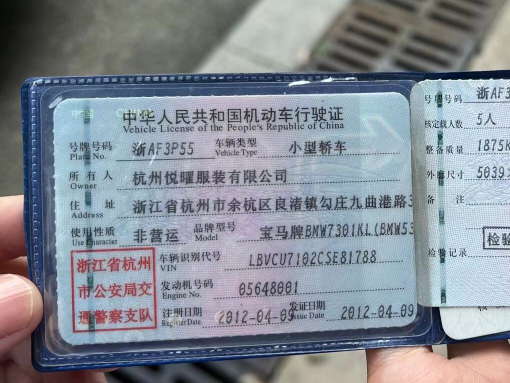 中华人民共和国机动车行驶证
Vehicle License of the People's Republic of China
号牌号码 Plate No. 浙AF3P55 车辆类型 Vehicle Type 小型轿车
所有人 Owner 杭州悦曜服装有限公司
住址 Address 浙江省杭州市余杭区良渚镇勾庄九曲港路3
使用性质 Use Character 非营运 品牌型号 Model 宝马牌BMW7301KL(BMW53
车辆识别代号 VIN LBVCU7102CSE81788
发动机号码 Engine No. 05648001
注册日期 Register Date 2012-04-09 发证日期 Issue Date 2012-04-09
浙江省杭州
市公安局交
通警察支队
号牌号码 浙AF3
核定载人数 5人
整备质量 1875K
外廓尺寸 5039
备注
检验记录
检验